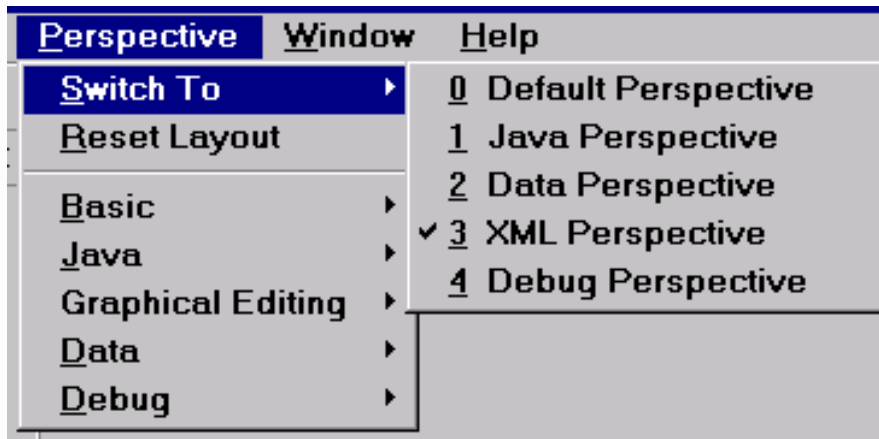 Perspective Window Help
Switch To
Reset Layout
Basic
Java
Graphical Editing
Data
Debug
0 Default Perspective
1 Java Perspective
2 Data Perspective
3 XML Perspective
4 Debug Perspective